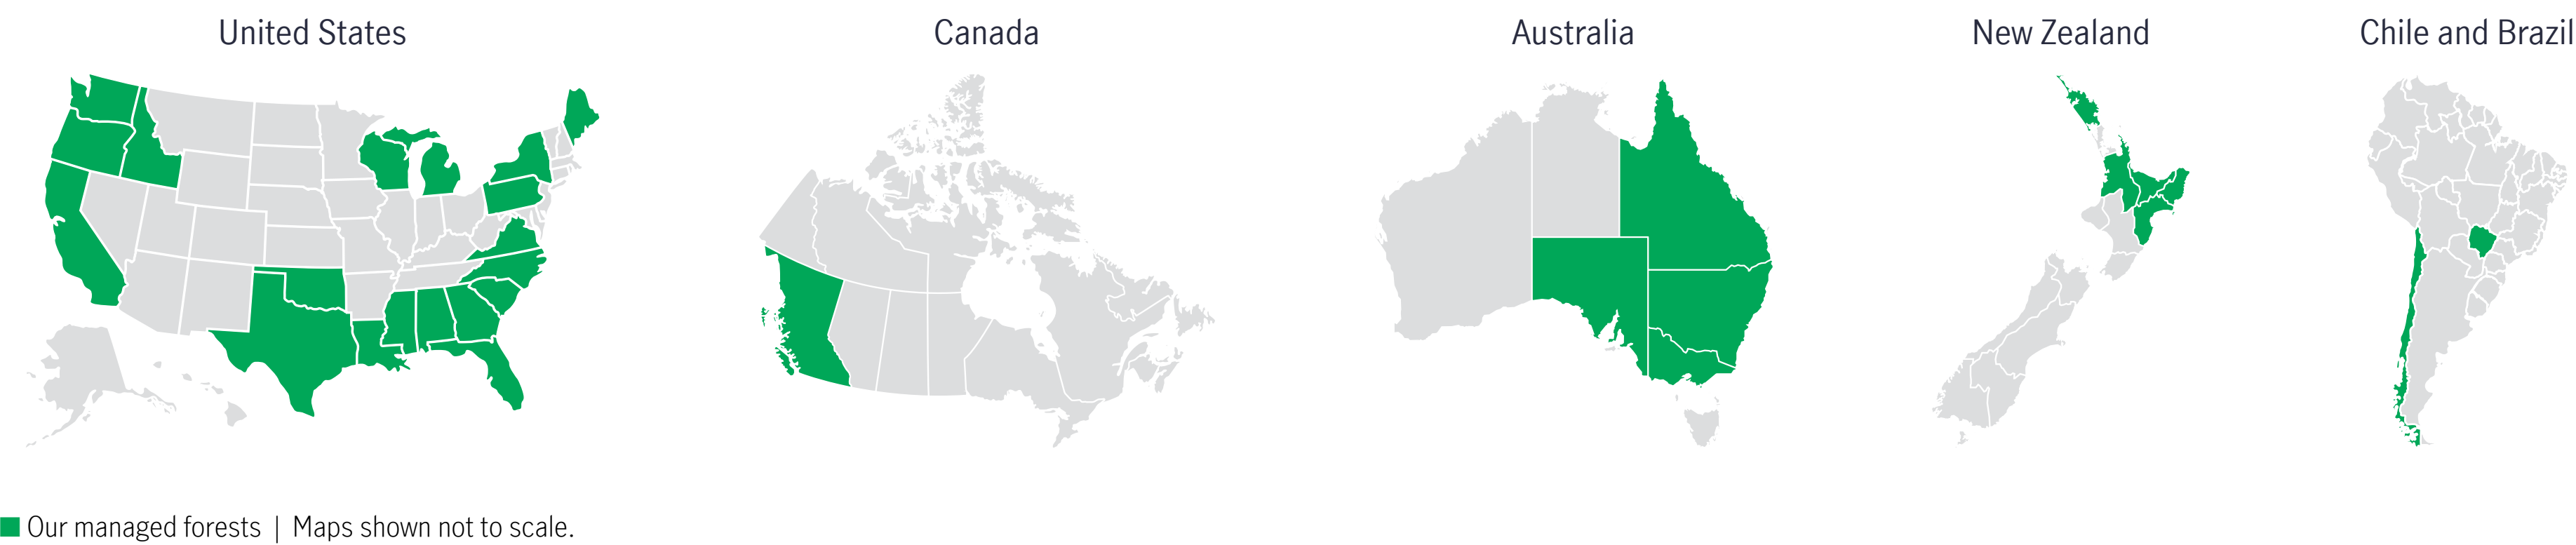 United States
Canada
Australia
New Zealand
Chile and Brazil
Our managed forests | Maps shown not to scale.